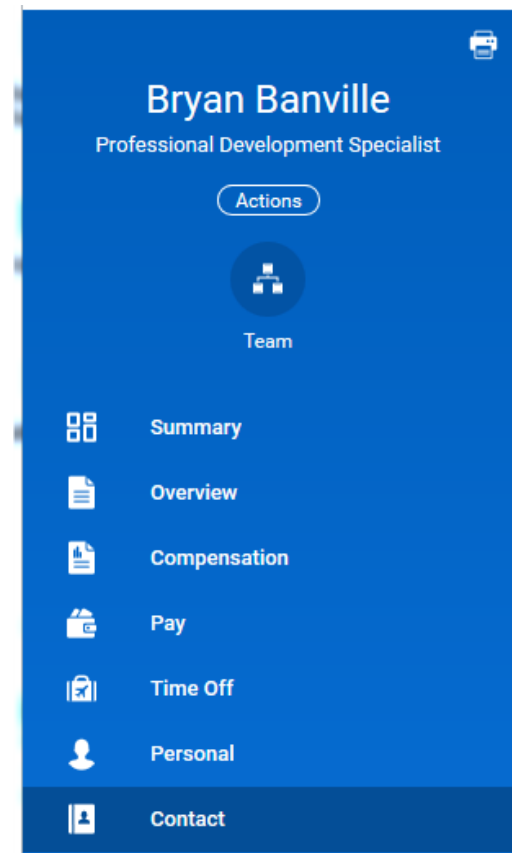 Bryan Banville
Professional Development Specialist
Actions
Team
Summary
Overview
Compensation
Pay
Time Off
Personal
Contact